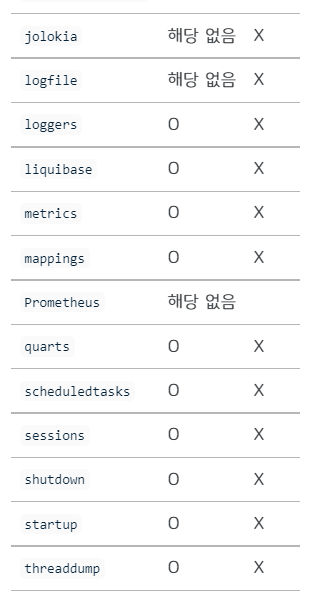 jolokia 해당 없음 X
logfile 해당 없음 X
loggers O X
liquibase O X
metrics O X
mappings O X
Prometheus 해당 없음
quarts O X
scheduledtasks O X
sessions O X
shutdown O X
startup O X
threaddump O X